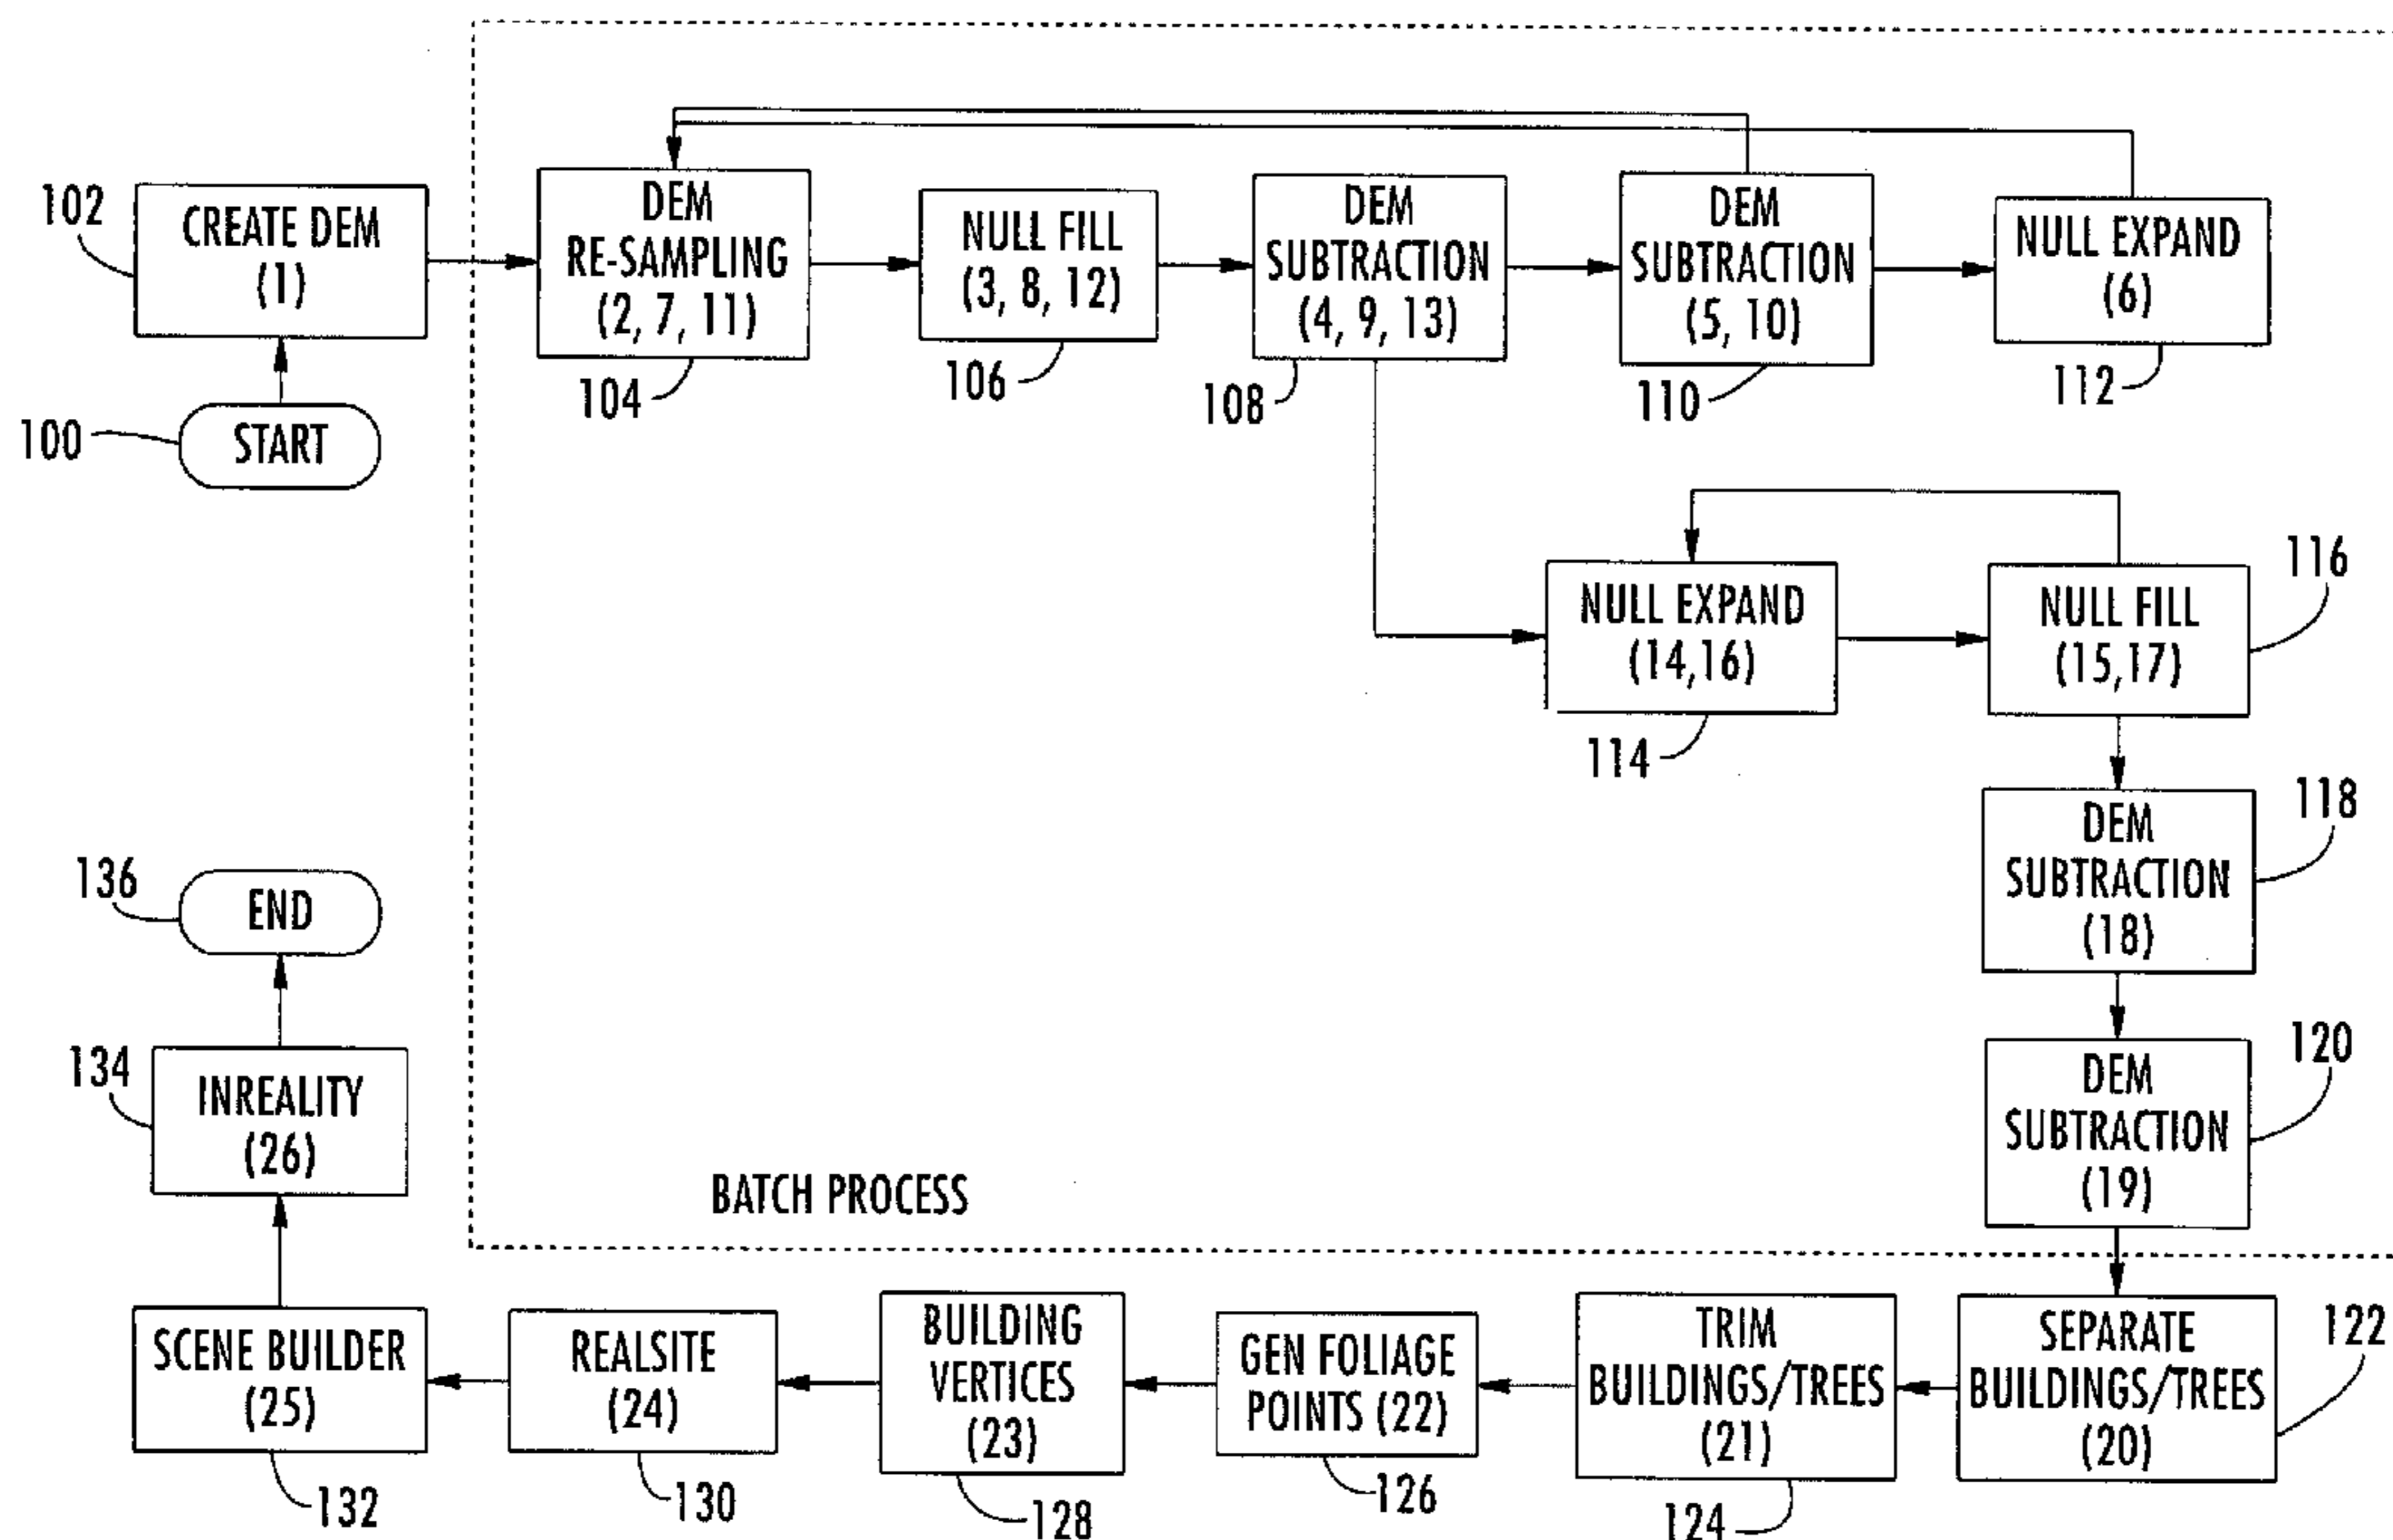 102
CREATE DEM
(1)
100
START
DEM
RE-SAMPLING
(2, 7, 11)
104
NULL FILL
(3, 8, 12)
106
DEM
SUBTRACTION
(4, 9, 13)
108
DEM
SUBTRACTION
(5, 10)
110
NULL EXPAND
(6)
112
NULL EXPAND
(14,16)
114
NULL FILL
(15,17)
116
DEM
SUBTRACTION
(18)
118
DEM
SUBTRACTION
(19)
120
BATCH PROCESS
SEPARATE
BUILDINGS/TREES
(20)
122
TRIM
BUILDINGS/TREES
(21)
124
GEN FOLIAGE
POINTS (22)
126
BUILDING
VERTICES
(23)
128
REALSITE
(24)
130
SCENE BUILDER
(25)
132
134
INREALITY
(26)
136
END